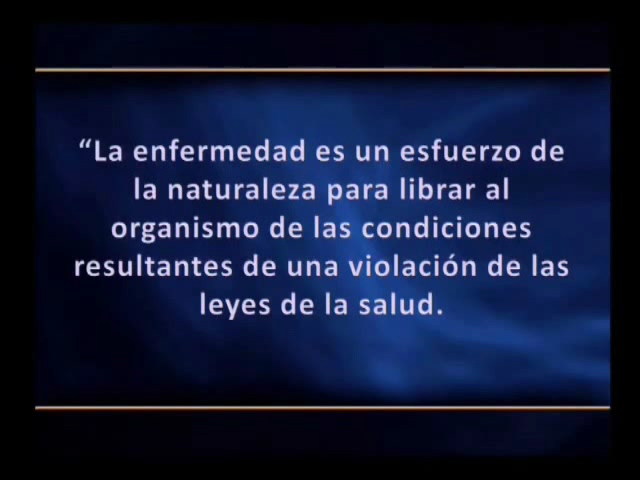 “La enfermedad es un esfuerzo de
la naturaleza para librar al
organismo de las condiciones
resultantes de una violación de las
leyes de la salud.